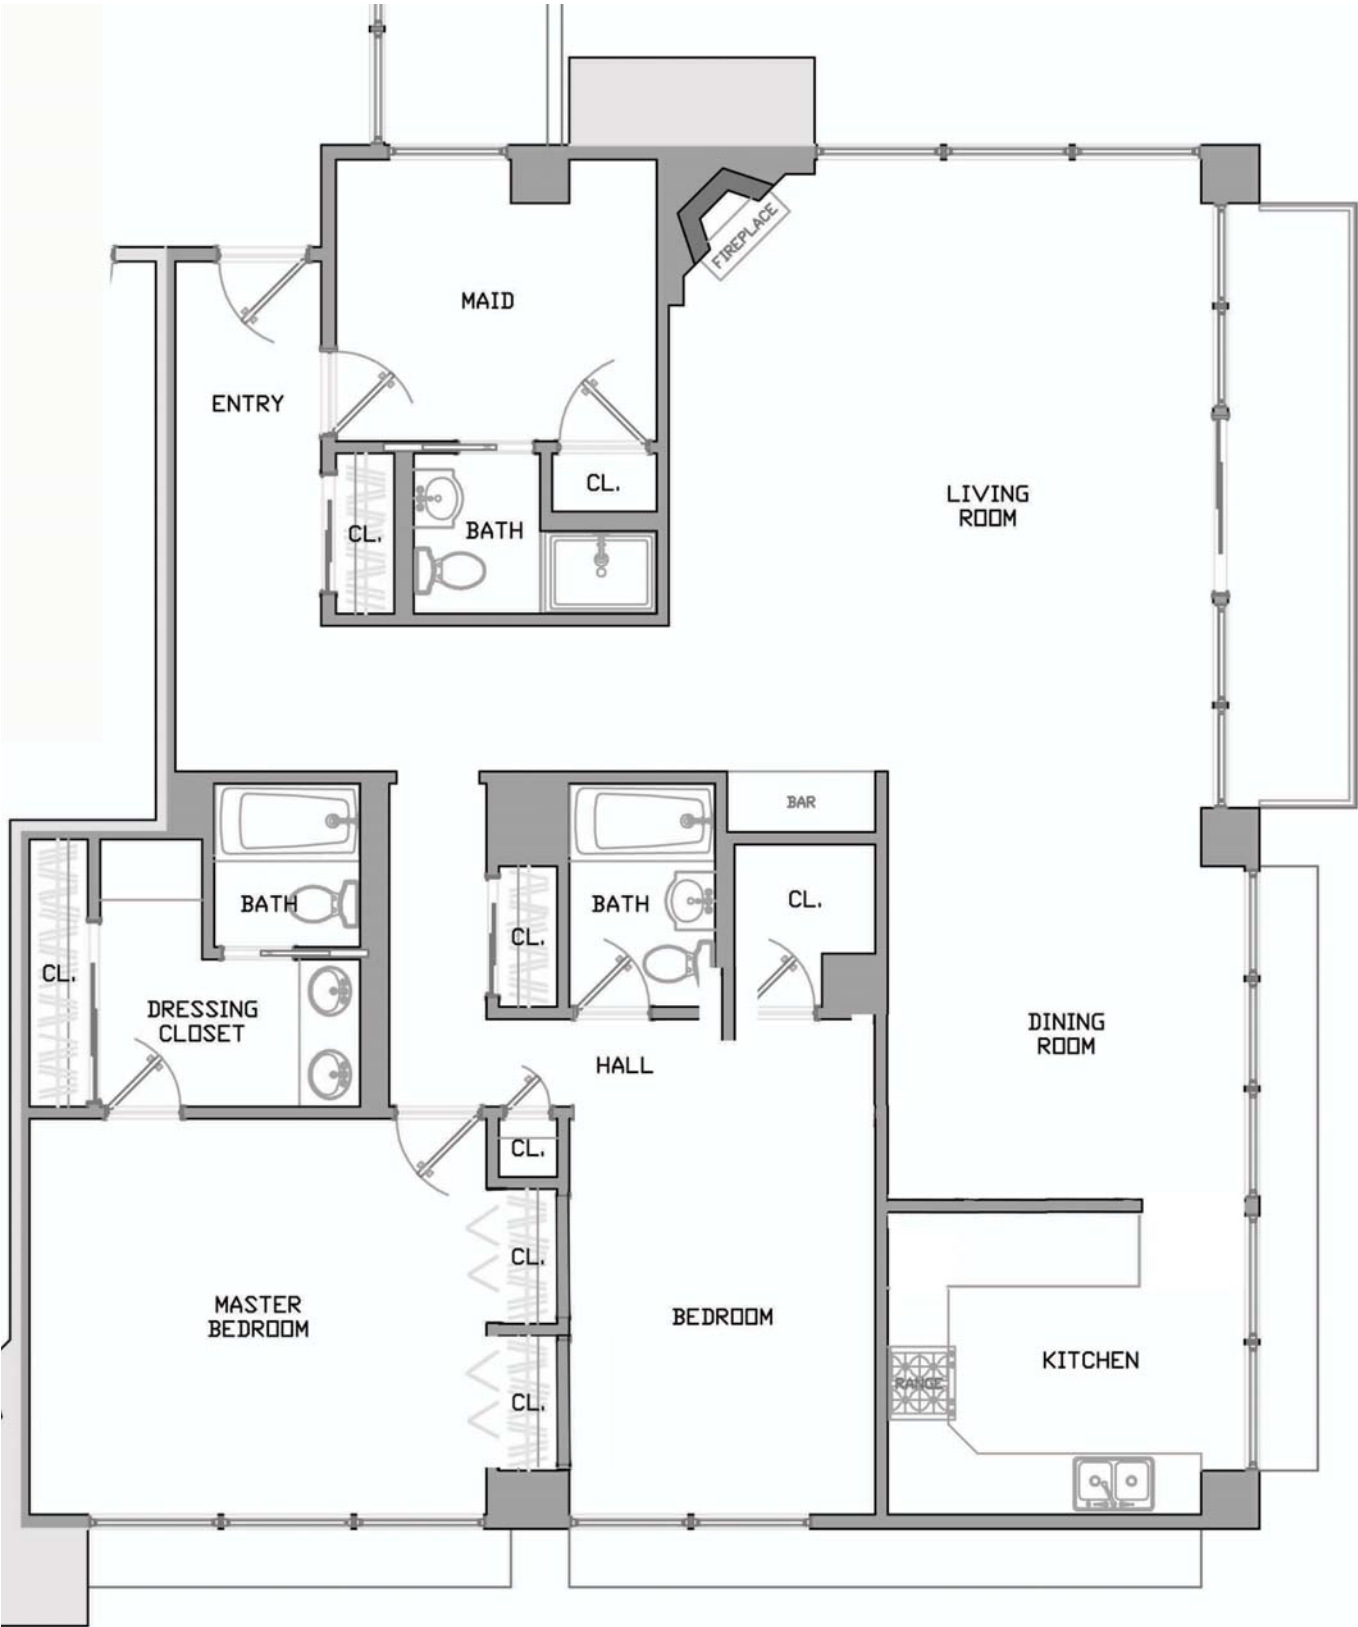 FIREPLACE
MAID
ENTRY
CL.
LIVING
ROOM
CL.
BATH
BAR
BATH
BATH
CL.
CL.
CL.
DRESSING
CLOSET
DINING
ROOM
HALL
CL.
CL.
MASTER
BEDROOM
BEDROOM
KITCHEN
RANGE
CL.